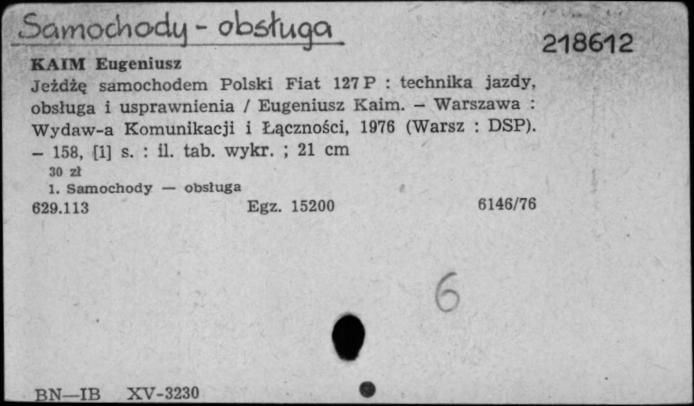 Samochody - obsługa
218612
KAIM Eugeniusz
Jeżdżę samochodem Polski Fiat 127 P : technika jazdy,
obsługa i usprawnienia / Eugeniusz Kaim. — Warszawa :
Wydaw-a Komunikacji i Łączności, 1976 (Warsz : DSP).
— 158, [1] s. : il. tab. wykr. ; 21 cm
30 zł
1. Samochody — obsługa
629.113 Egz. 15200 6146/76
6
BN—IB XV-3230